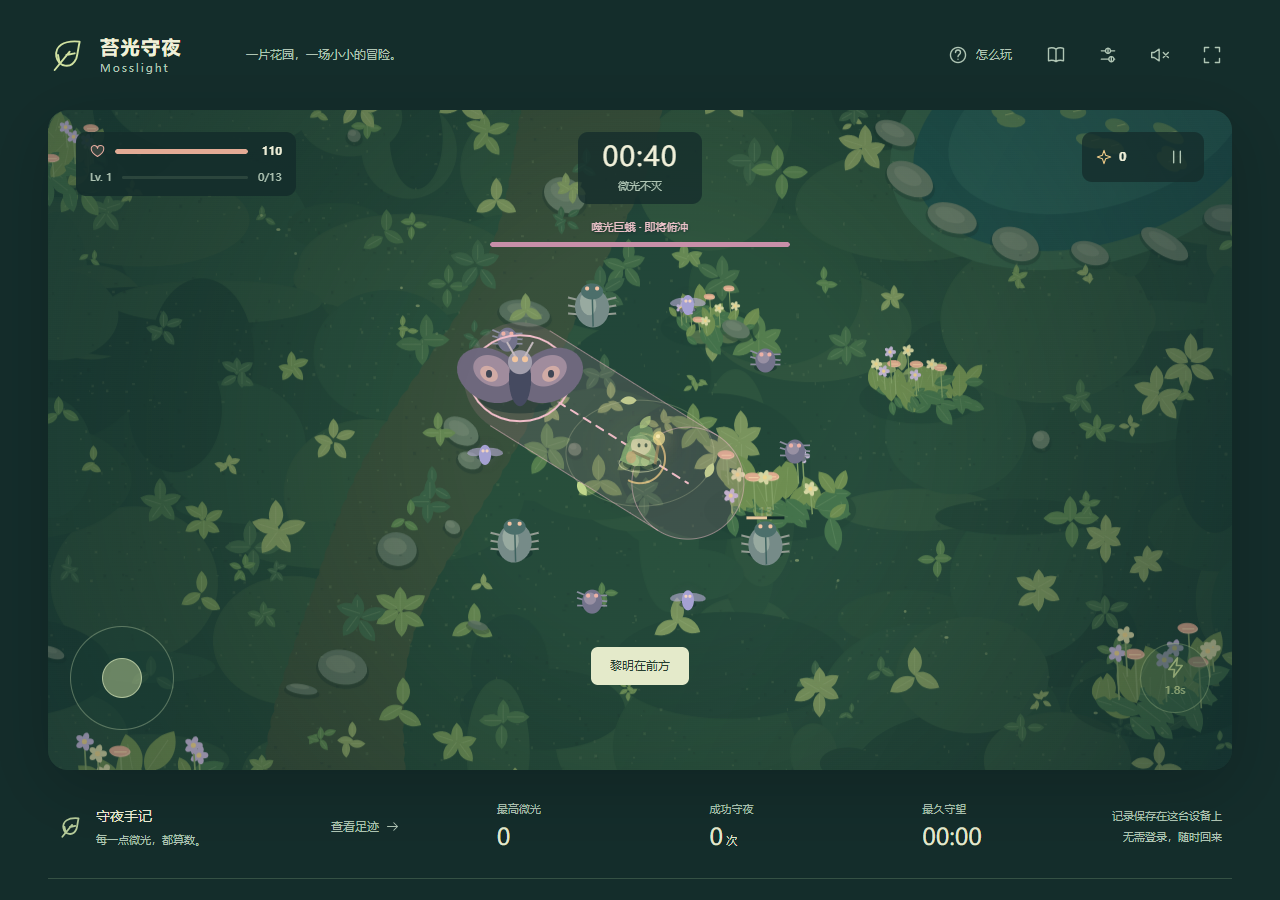 苔光守夜
Mosslight
一片花园，一场小小的冒险。
怎么玩
110
Lv. 1
0/13
00:40
微光不灭
0
噬光巨蛾 · 即将俯冲
黎明在前方
1.8s
守夜手记
每一点微光，都算数。
查看足迹 →
最高微光
0
成功守夜
0 次
最久守望
00:00
记录保存在这台设备上
无需登录，随时回来